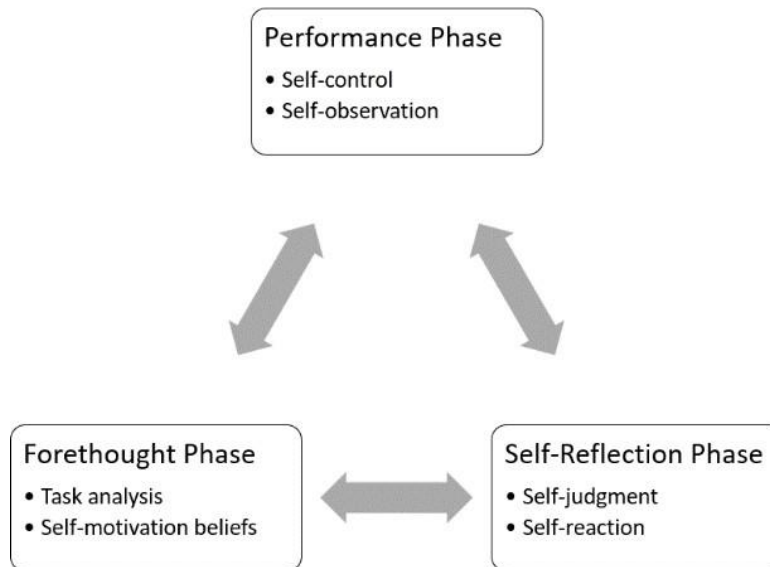 Performance Phase
• Self-control
• Self-observation
Forethought Phase
• Task analysis
• Self-motivation beliefs
Self-Reflection Phase
• Self-judgment
• Self-reaction